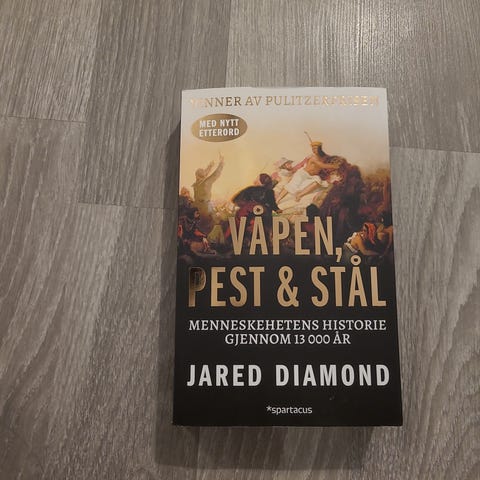 VINNER AV PULITZERPRISEN
MED NYTT
ETTERORD
VÅPEN,
PEST & STÅL
MENNESKEHETENS HISTORIE
GJENNOM 13 000 ÅR
JARED DIAMOND
*spartacus